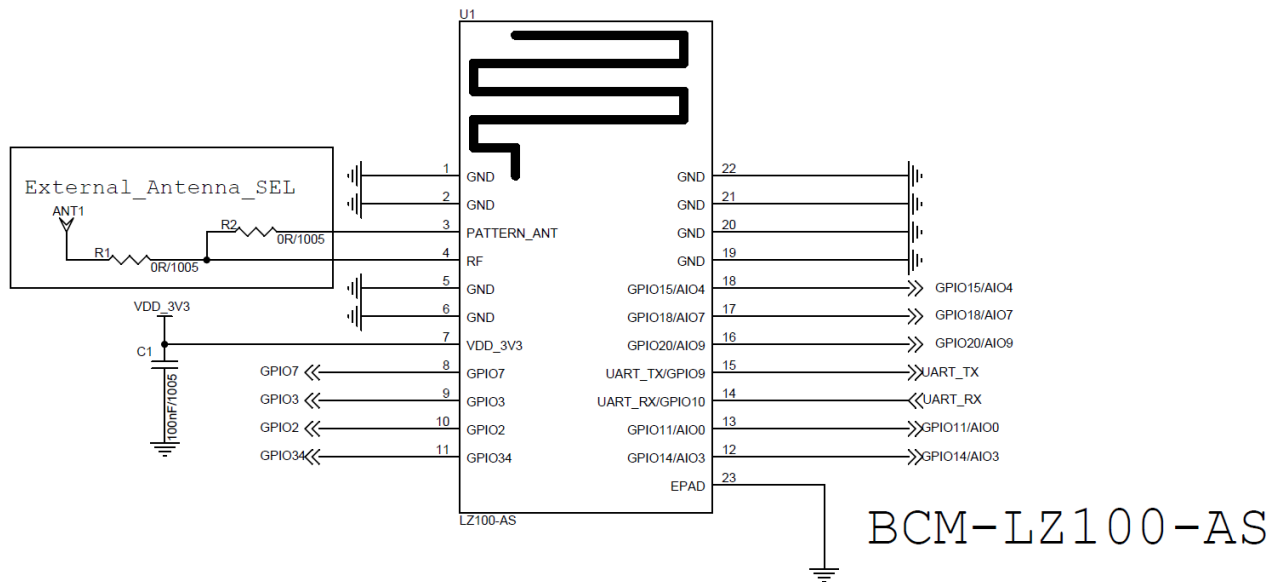 U1
1 GND
GND 22
External_Antenna_SEL
2 GND
GND 21
ANT1
R2
0R/1005
3 PATTERN_ANT
GND 20
R1
0R/1005
4 RF
GND 19
5 GND
GPIO15/AIO4 18 GPIO15/AIO4
VDD_3V3
6 GND
GPIO18/AIO7 17 GPIO18/AIO7
C1
100nF/1005
7 VDD_3V3
GPIO20/AIO9 16 GPIO20/AIO9
GPIO7 8 GPIO7
UART_TX/GPIO9 15 UART_TX
GPIO3 9 GPIO3
UART_RX/GPIO10 14 UART_RX
GPIO2 10 GPIO2
GPIO11/AIO0 13 GPIO11/AIO0
GPIO34 11 GPIO34
GPIO14/AIO3 12 GPIO14/AIO3
EPAD 23
LZ100-AS
BCM-LZ100-AS